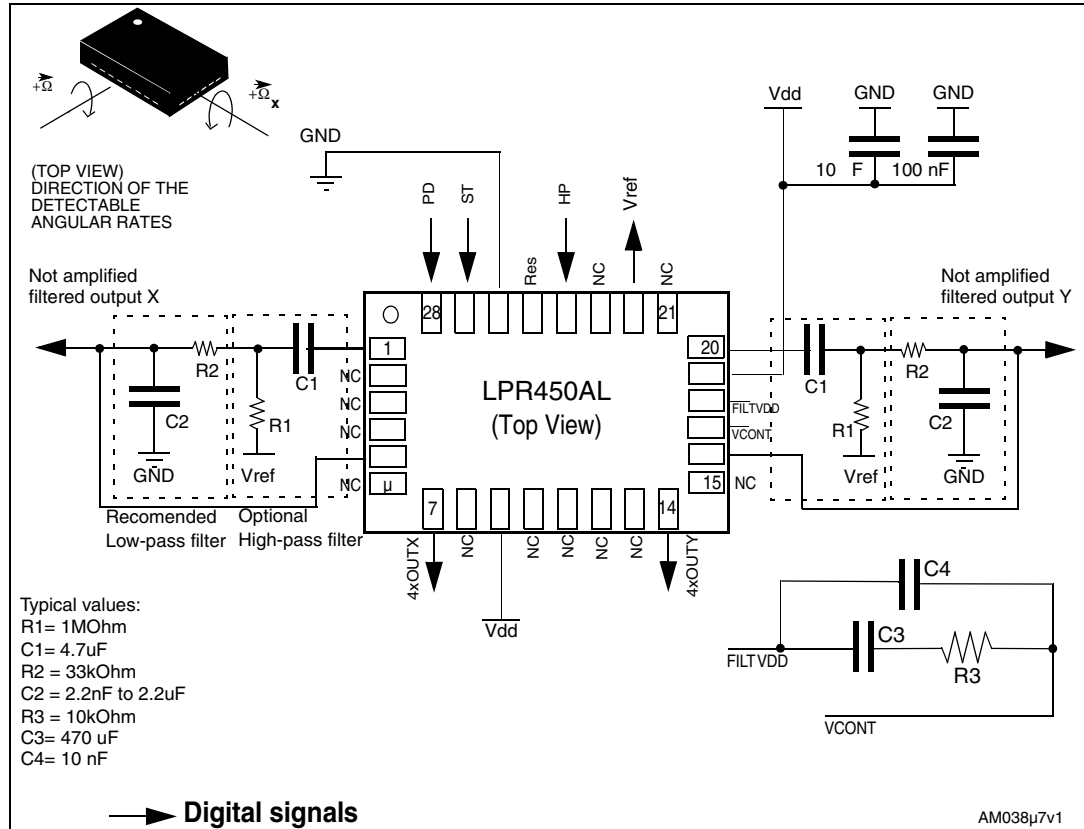 +Ω
+Ωx
(TOP VIEW)
DIRECTION OF THE
DETECTABLE
ANGULAR RATES
GND
PD
ST
Res
HP
NC
Vref
NC
Vdd
GND
GND
10 F
100 nF
Not amplified
filtered output X
Not amplified
filtered output Y
28
21
1
20
NC
NC
NC
NC
µ
LPR450AL
(Top View)
FILTVDD
VCONT
15
NC
7
14
R2
C1
C2
R1
GND
Vref
Recomended
Low-pass filter
Optional
High-pass filter
C1
R2
R1
C2
Vref
GND
4xOUTX
NC
Vdd
NC
NC
NC
NC
4xOUTY
C4
C3
R3
FILTVDD
VCONT
Typical values:
R1= 1MOhm
C1= 4.7uF
R2 = 33kOhm
C2 = 2.2nF to 2.2uF
R3 = 10kOhm
C3= 470 uF
C4= 10 nF
Digital signals
AM038µ7v1